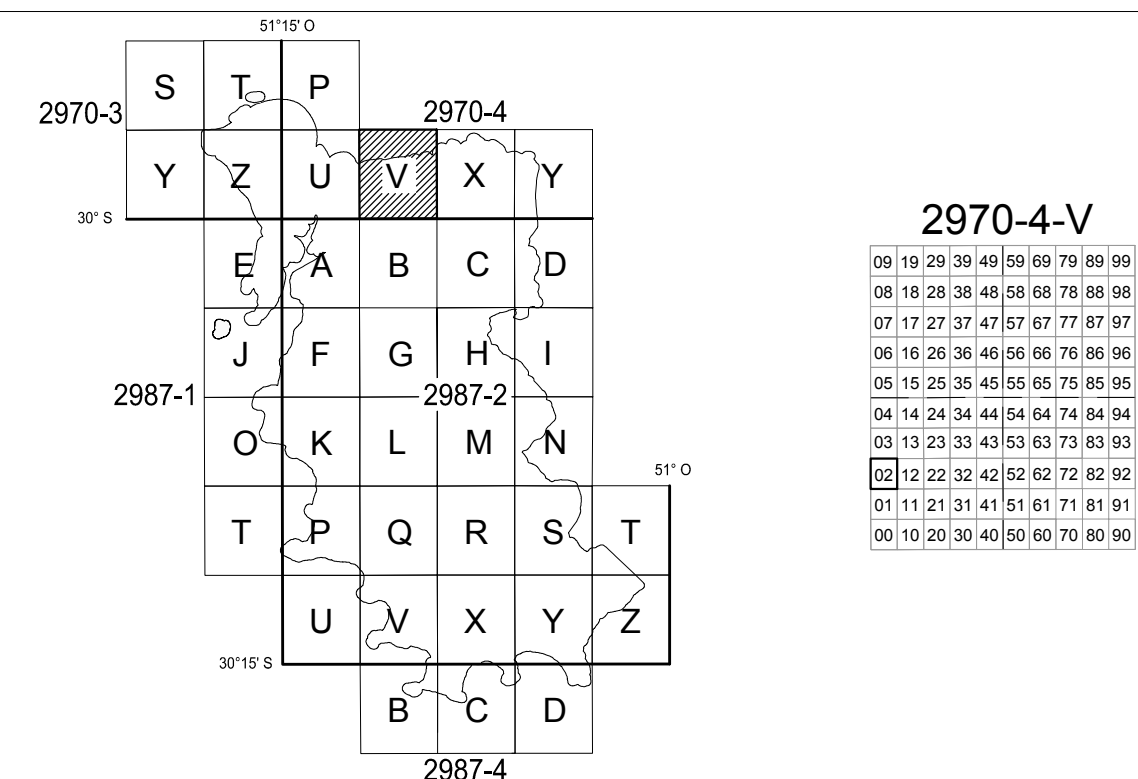 51°15' O
S T P
2970-3
2970-4
Y Z U V X Y
30° S
E A B C D
J F G H I
2987-1
2987-2
O K L M N
51° O
T P Q R S T
U V X Y Z
30°15' S
B C D
2987-4
2970-4-V
09 19 29 39 49 59 69 79 89 99
08 18 28 38 48 58 68 78 88 98
07 17 27 37 47 57 67 77 87 97
06 16 26 36 46 56 66 76 86 96
05 15 25 35 45 55 65 75 85 95
04 14 24 34 44 54 64 74 84 94
03 13 23 33 43 53 63 73 83 93
02 12 22 32 42 52 62 72 82 92
01 11 21 31 41 51 61 71 81 91
00 10 20 30 40 50 60 70 80 90